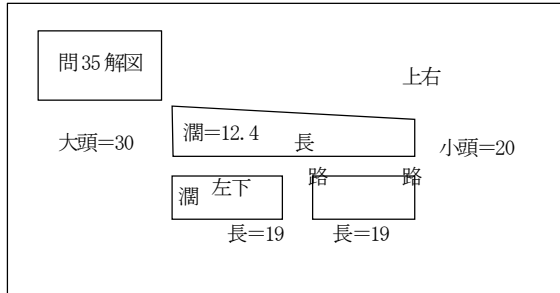 問35解図
上右
大頭=30
濶=12.4
長
小頭=20
路
路
濶
左下
長=19
長=19